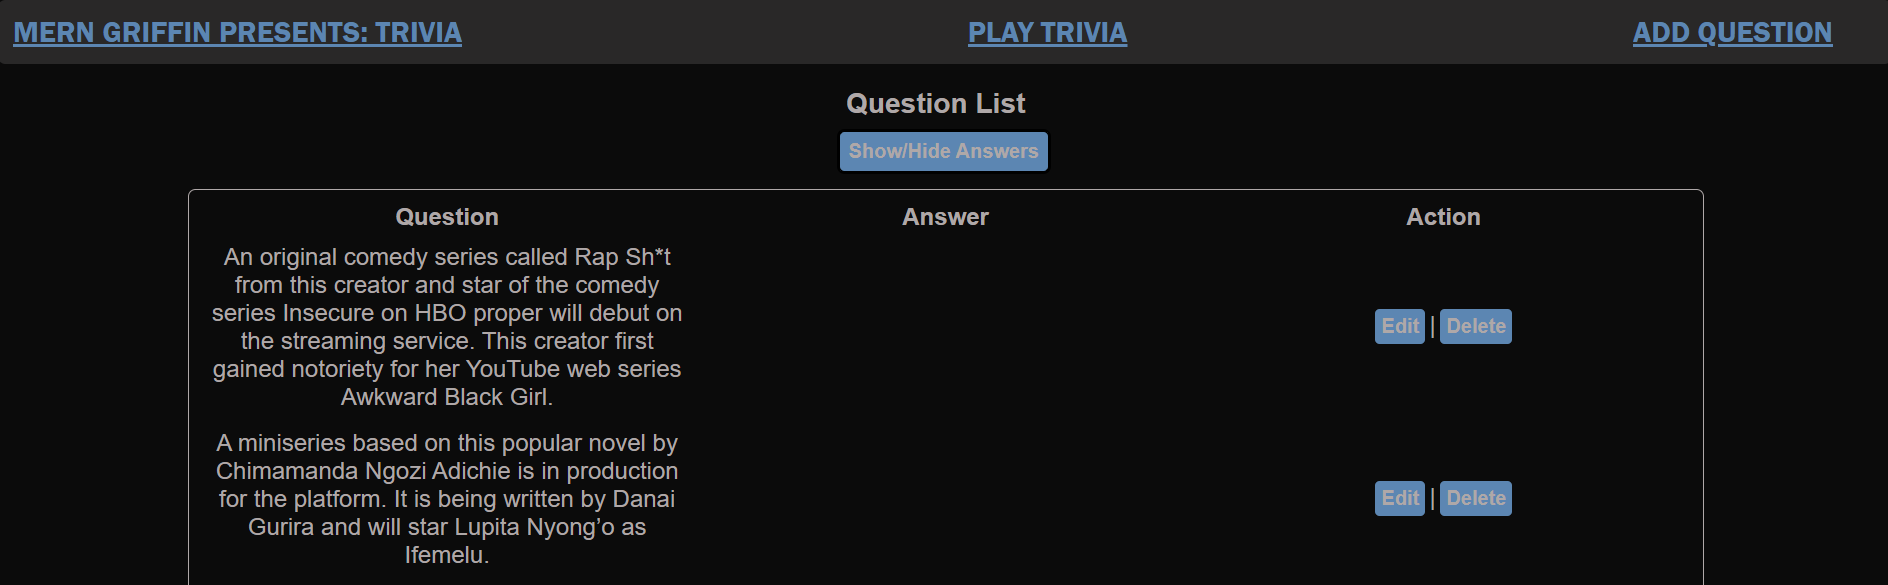 MERN GRIFFIN PRESENTS: TRIVIA PLAY TRIVIA ADD QUESTION
Question List
Show/Hide Answers
Question Answer Action
An original comedy series called Rap Sh*t
from this creator and star of the comedy
series Insecure on HBO proper will debut on
the streaming service. This creator first
gained notoriety for her YouTube web series
Awkward Black Girl.
Edit | Delete
A miniseries based on this popular novel by
Chimamanda Ngozi Adichie is in production
for the platform. It is being written by Danai
Gurira and will star Lupita Nyong’o as
Ifemelu.
Edit | Delete